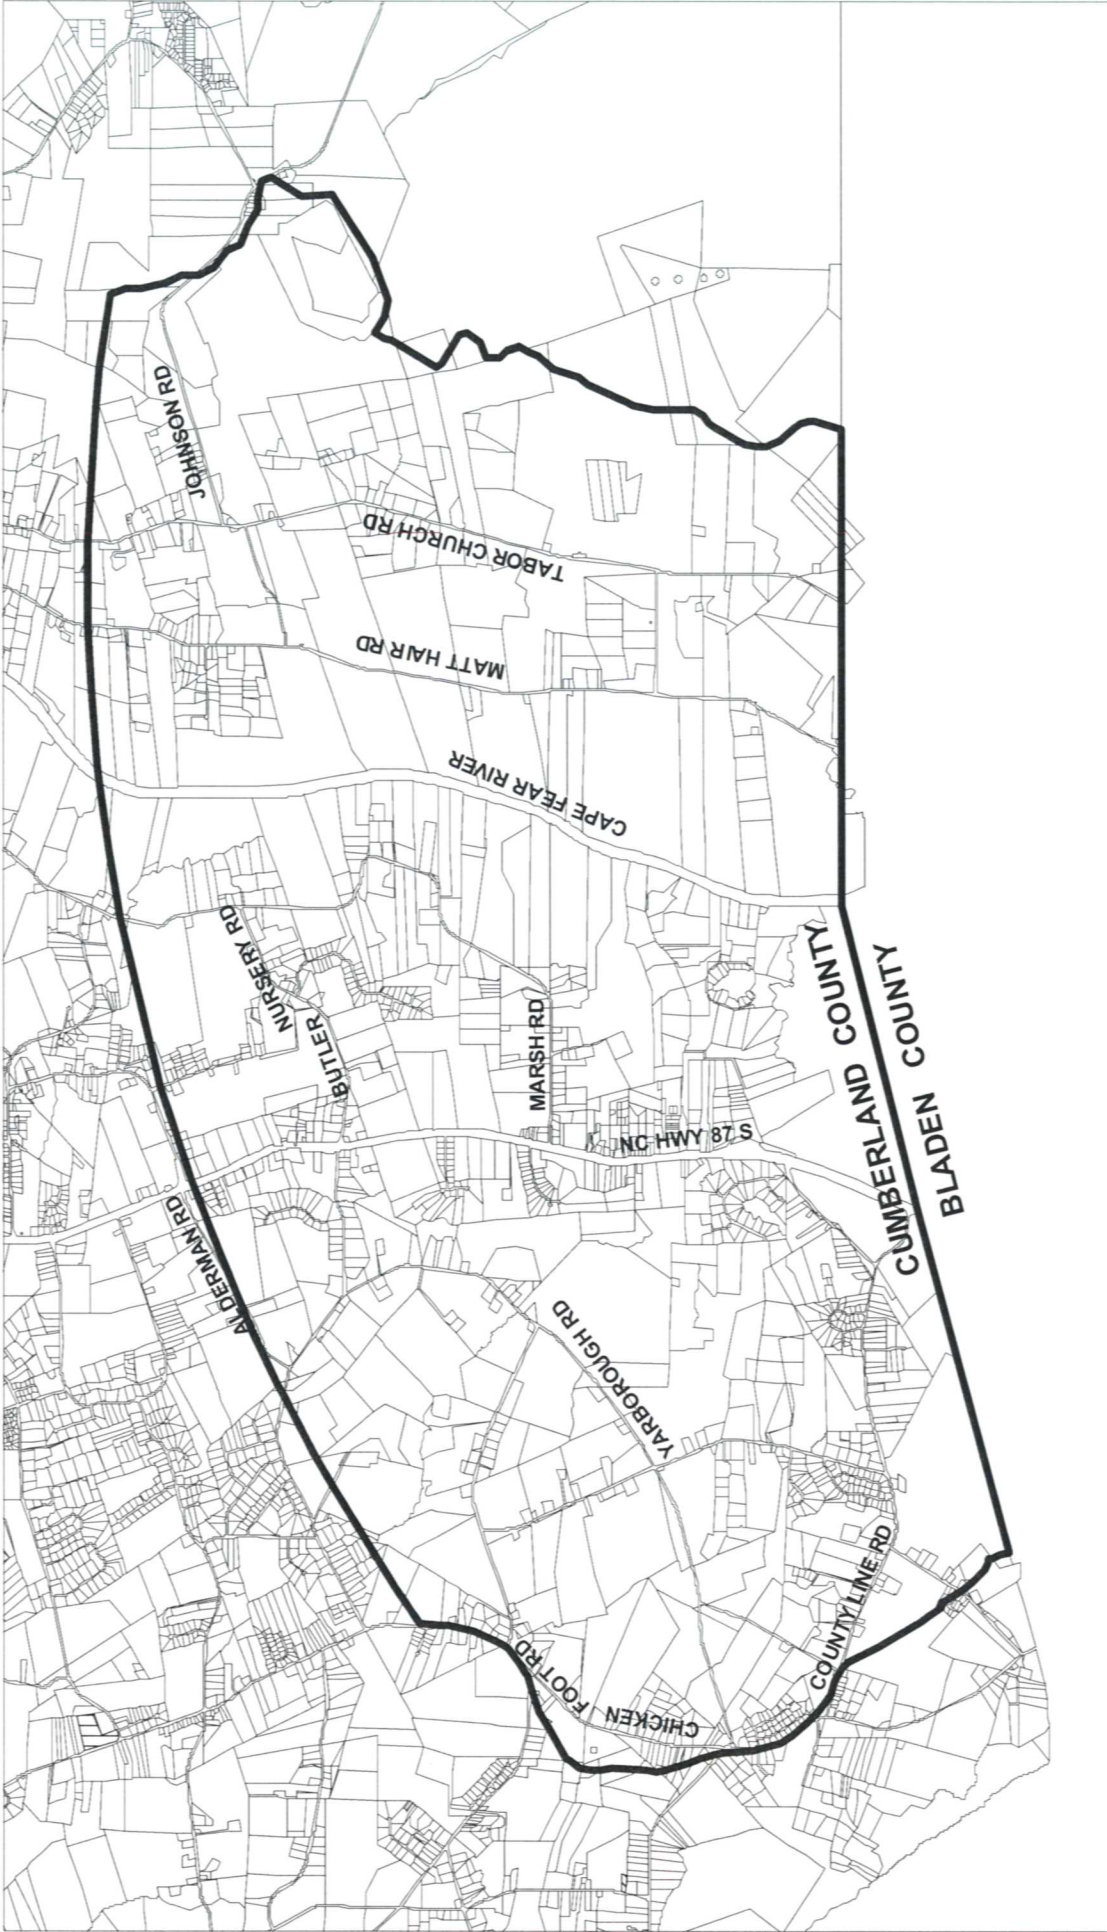 JOHNSON RD
TABOR CHURCH RD
MATT HAIR RD
CAPE FEAR RIVER
NURSERY RD
BUTLER
MARSH RD
NC HWY 87 S
CUMBERLAND COUNTY
BLADEN COUNTY
ALDERMAN RD
YARBOROUGH RD
COUNTY LINE RD
CHICKEN FOOT RD